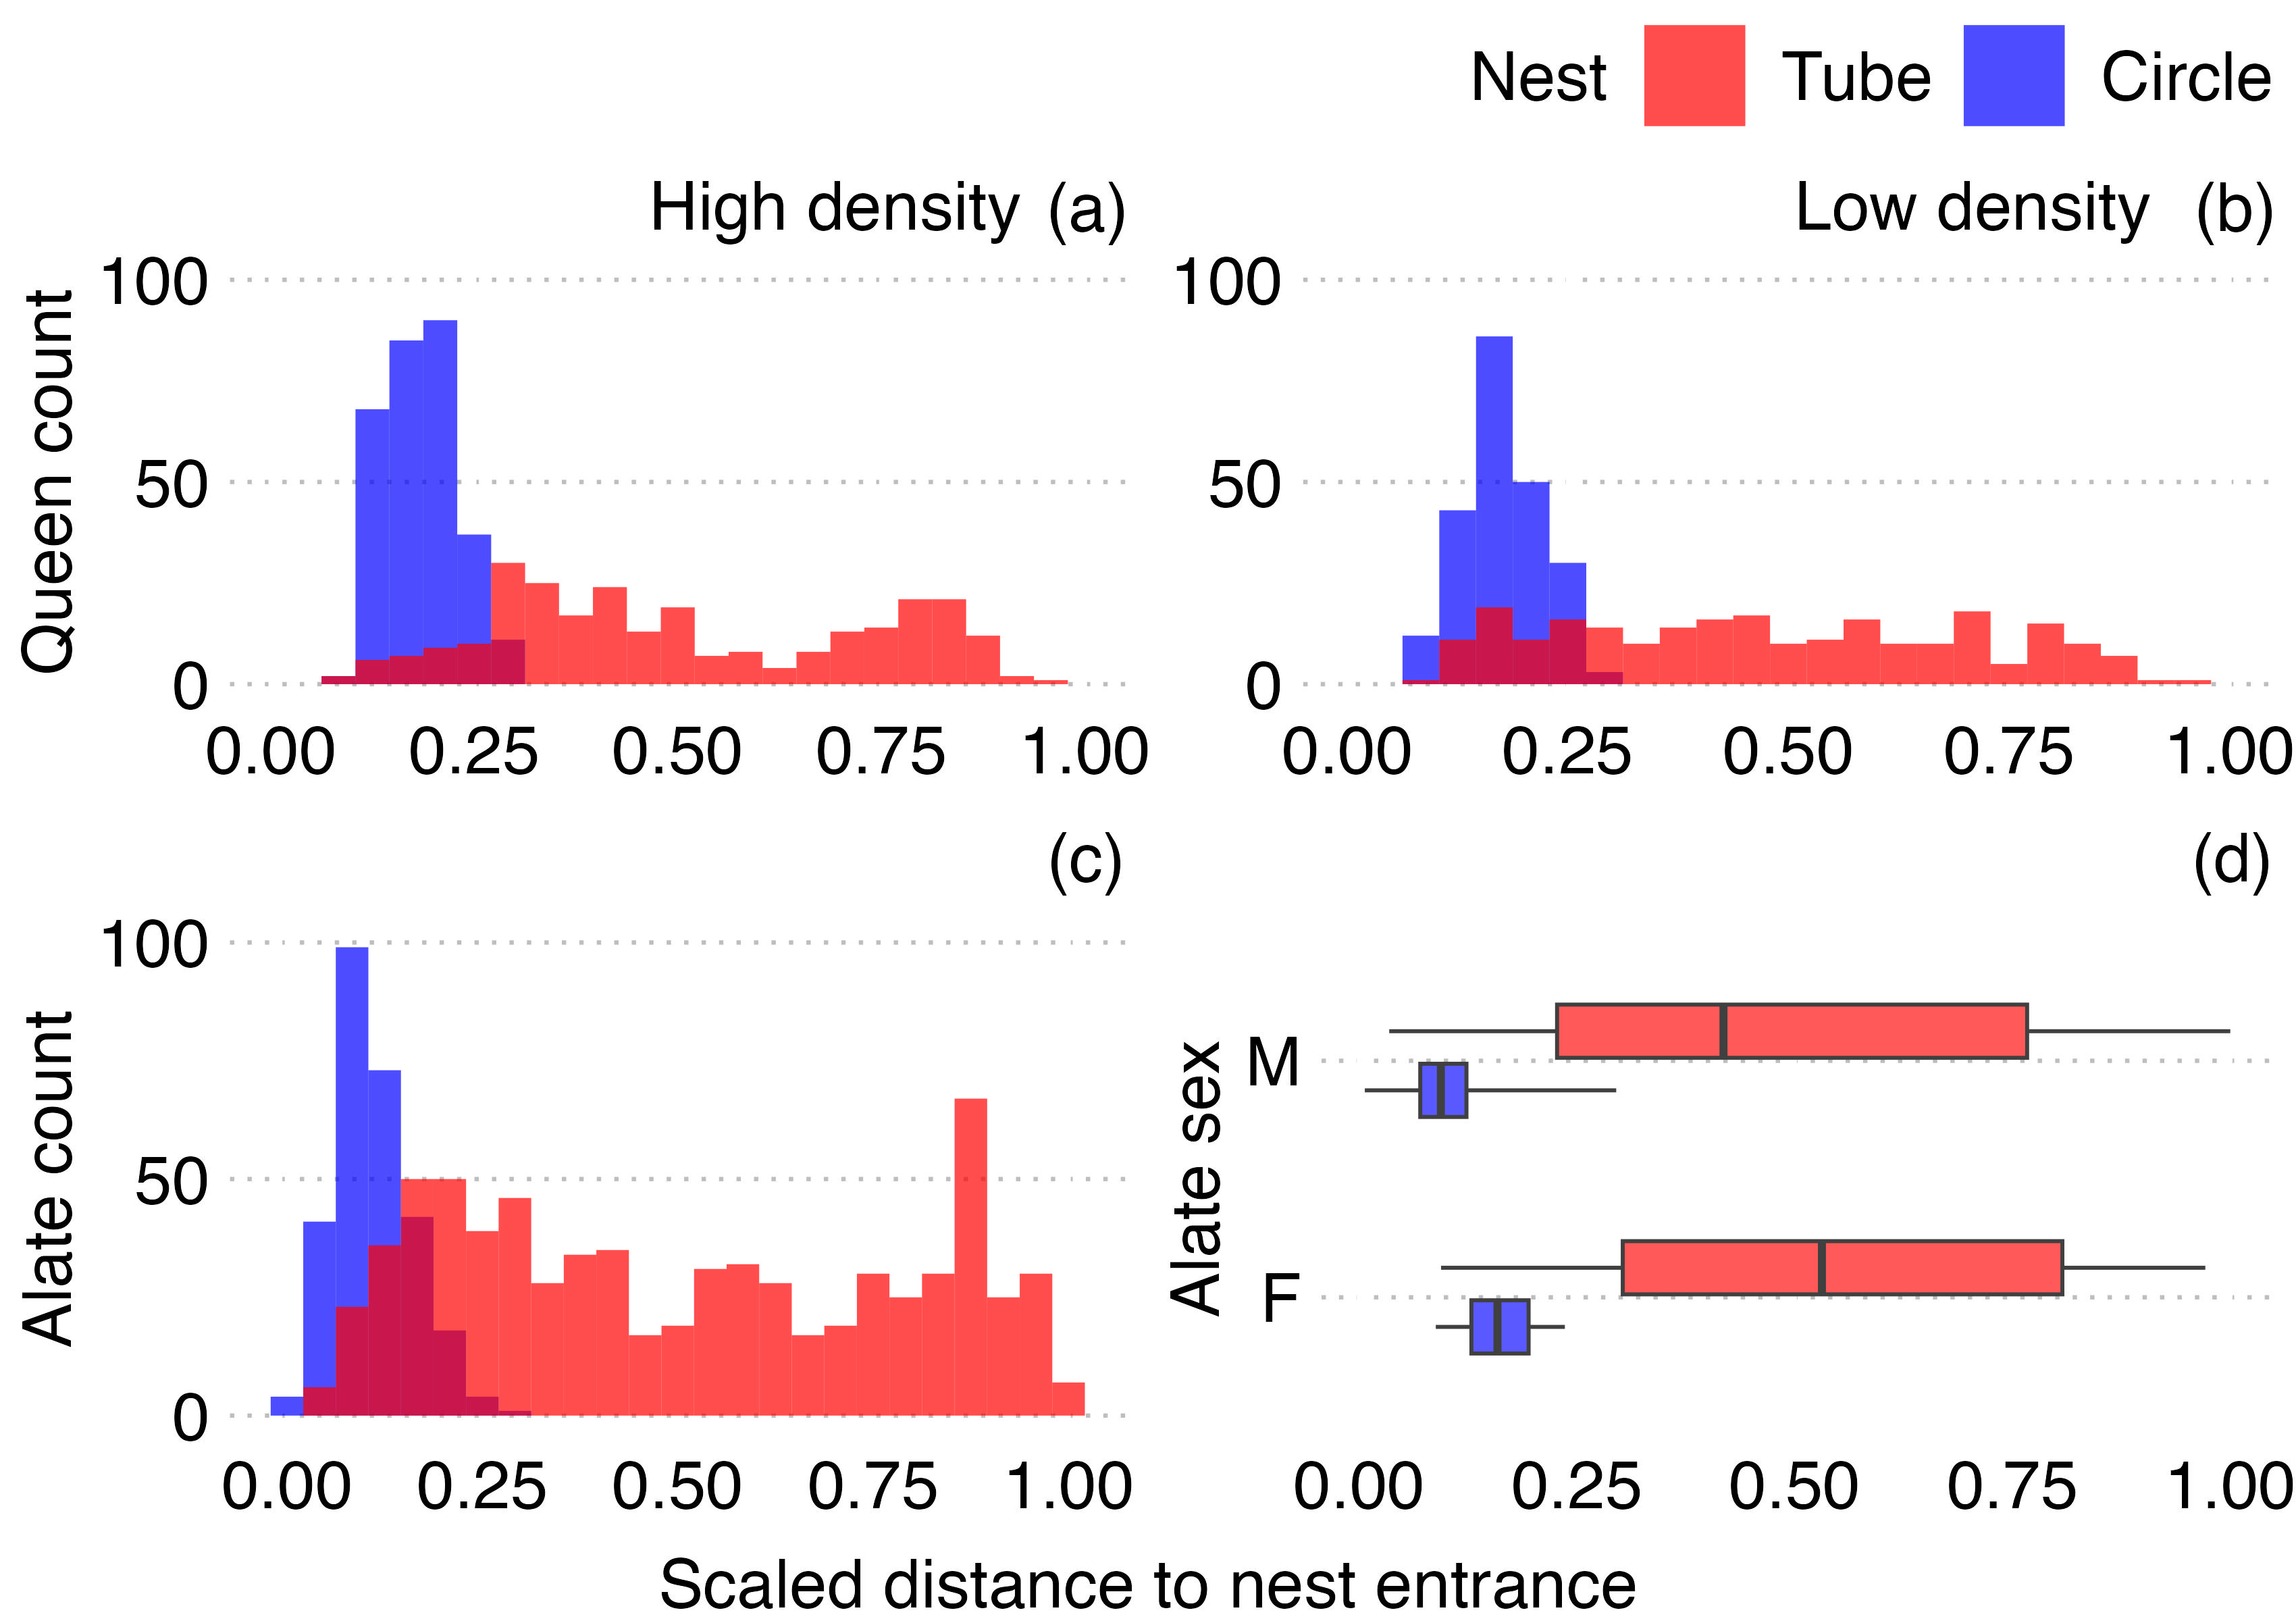 Nest Tube Circle
High density (a)
Low density (b)
Queen count
100
50
0
0.00 0.25 0.50 0.75 1.00
100
50
0
0.00 0.25 0.50 0.75 1.00
(c)
(d)
Alate count
100
50
0
0.00 0.25 0.50 0.75 1.00
Alate sex
M
F
0.00 0.25 0.50 0.75 1.00
Scaled distance to nest entrance